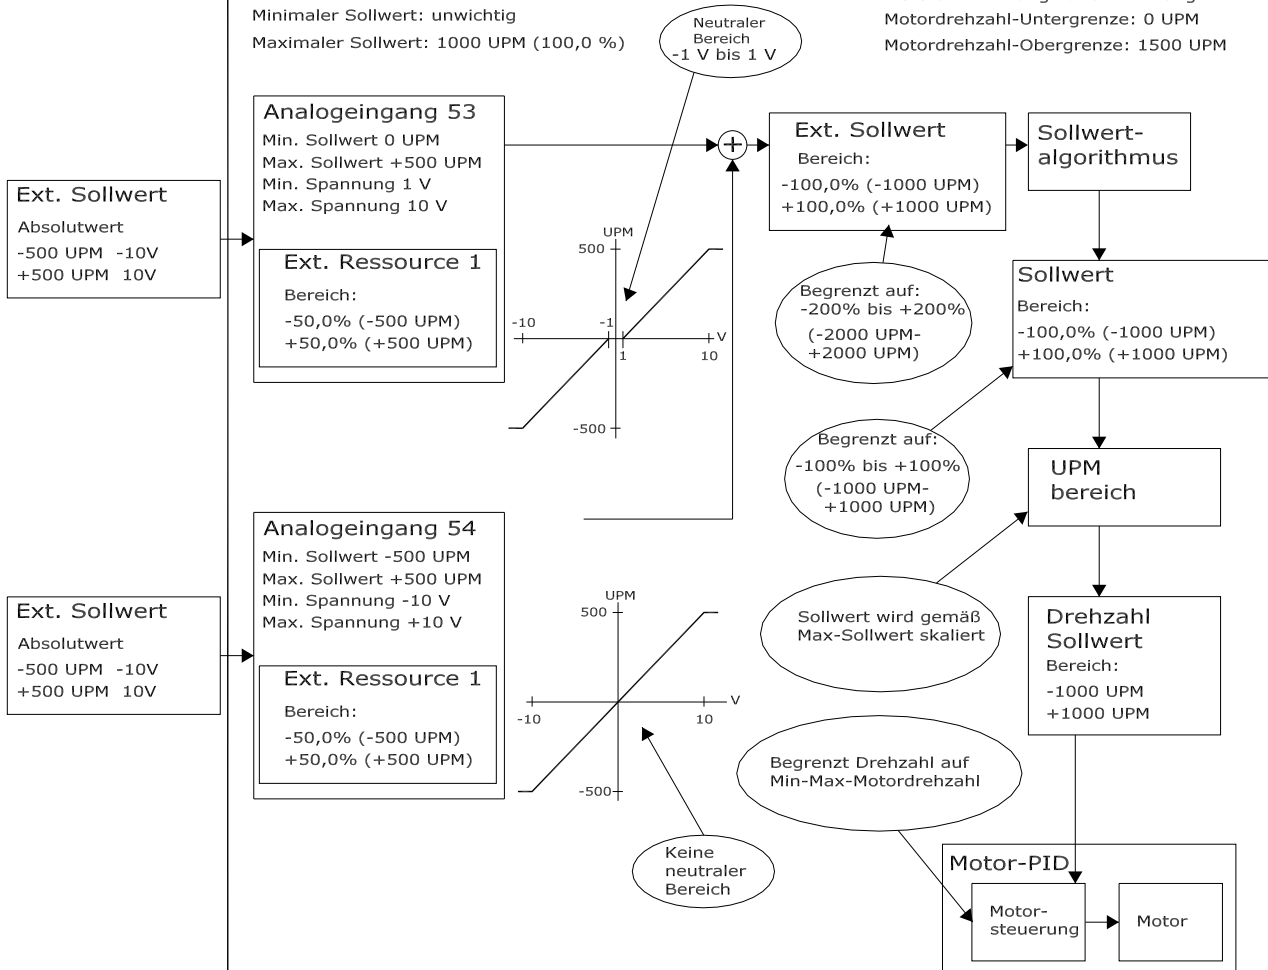 Minimaler Sollwert: unwichtig
Maximaler Sollwert: 1000 UPM (100,0 %)
Motordrehzahl-Untergrenze: 0 UPM
Motordrehzahl-Obergrenze: 1500 UPM
Neutraler
Bereich
-1 V bis 1 V
Ext. Sollwert
Absolutwert
-500 UPM -10V
+500 UPM 10V
Analogeingang 53
Min. Sollwert 0 UPM
Max. Sollwert +500 UPM
Min. Spannung 1 V
Max. Spannung 10 V
Ext. Ressource 1
Bereich:
-50,0% (-500 UPM)
+50,0% (+500 UPM)
UPM
500
-10
-1
V
1
10
-500
+
Ext. Sollwert
Bereich:
-100,0% (-1000 UPM)
+100,0% (+1000 UPM)
Sollwert-
algorithmus
Begrenzt auf:
-200% bis +200%
(-2000 UPM-
+2000 UPM)
Sollwert
Bereich:
-100,0% (-1000 UPM)
+100,0% (+1000 UPM)
Begrenzt auf:
-100% bis +100%
(-1000 UPM-
+1000 UPM)
UPM
bereich
Ext. Sollwert
Absolutwert
-500 UPM -10V
+500 UPM 10V
Analogeingang 54
Min. Sollwert -500 UPM
Max. Sollwert +500 UPM
Min. Spannung -10 V
Max. Spannung +10 V
Ext. Ressource 1
Bereich:
-50,0% (-500 UPM)
+50,0% (+500 UPM)
UPM
500
V
-10
10
-500
Keine
neutraler
Bereich
Sollwert wird gemäß
Max-Sollwert skaliert
Drehzahl
Sollwert
Bereich:
-1000 UPM
+1000 UPM
Begrenzt Drehzahl auf
Min-Max-Motordrehzahl
Motor-PID
Motor-
steuerung
Motor